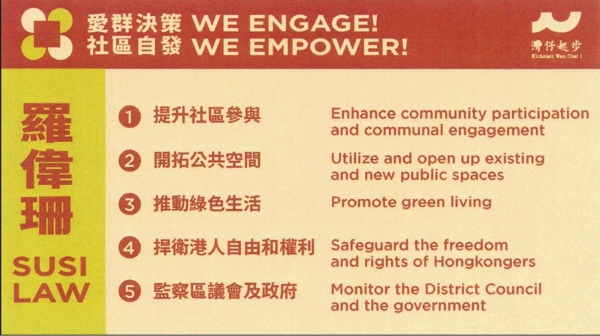 愛群決策 WE ENGAGE!
社區自發 WE EMPOWER!
灣仔起步
Kickstart Wan Chai !
羅偉珊
SUSI
LAW
1 提升社區參與 Enhance community participation
and communal engagement
2 開拓公共空間 Utilize and open up existing
and new public spaces
3 推動綠色生活 Promote green living
4 捍衛港人自由和權利 Safeguard the freedom
and rights of Hongkongers
5 監察區議會及政府 Monitor the District Council
and the government